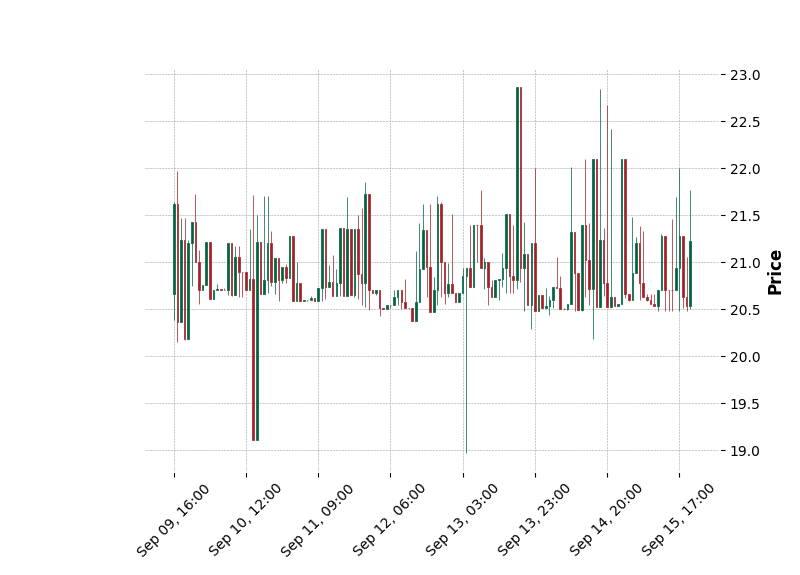 23.0
22.5
22.0
21.5
21.0
20.5
20.0
19.5
19.0
Price
Sep 09, 16:00
Sep 10, 12:00
Sep 11, 09:00
Sep 12, 06:00
Sep 13, 03:00
Sep 13, 23:00
Sep 14, 20:00
Sep 15, 17:00